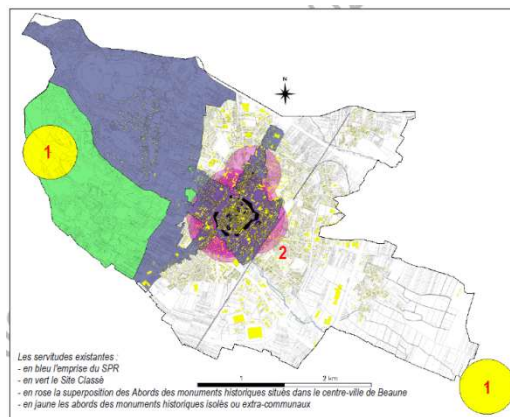 N
1
2
1
1 2 km
Les servitudes existantes :
- en bleu l'emprise du SPR
- en vert le Site Classé
- en rose la superposition des Abords des monuments historiques situés dans le centre-ville de Beaune
- en jaune les abords des monuments historiques isolés ou extra-communaux